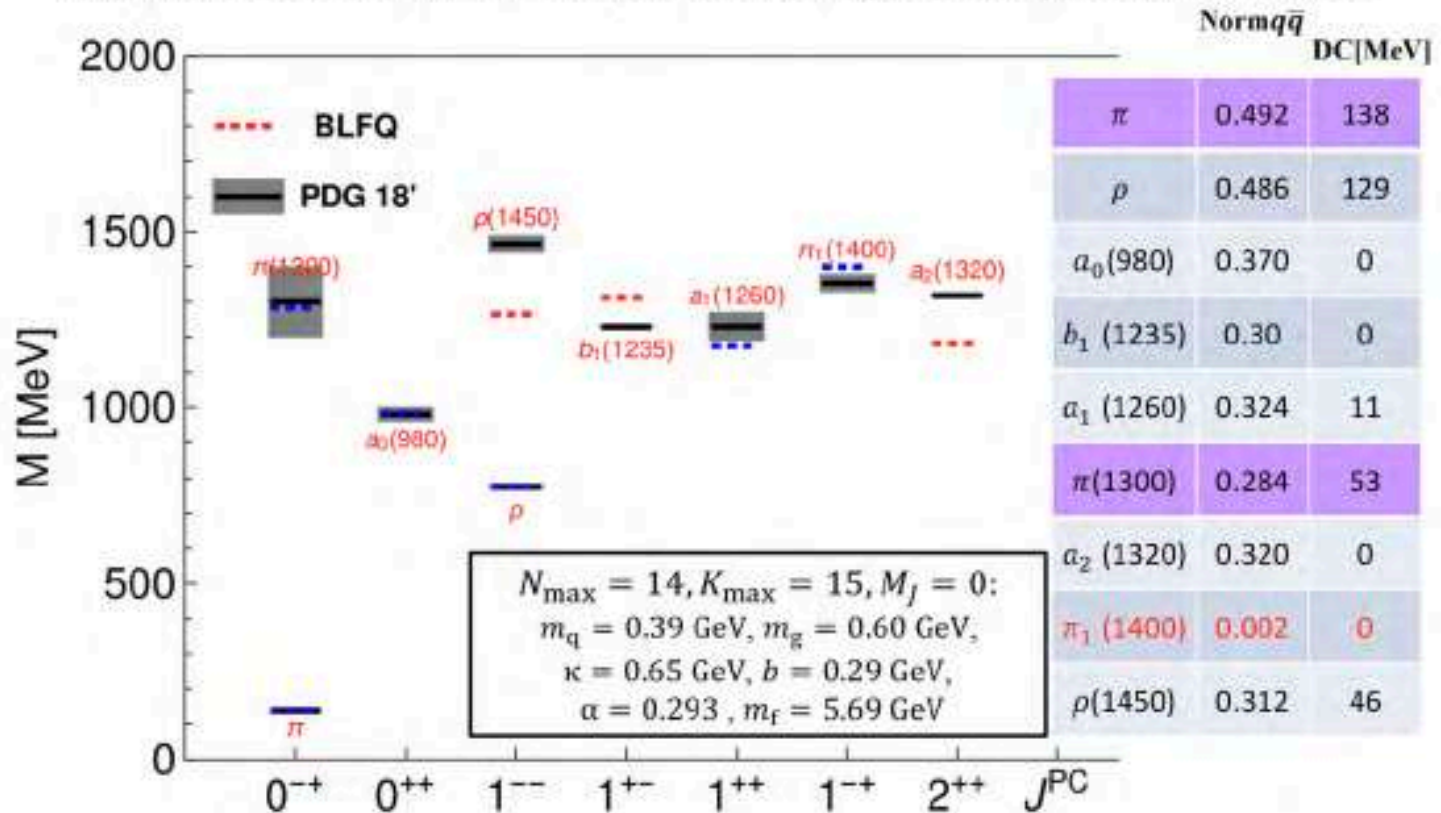 Normqq̄
DC[MeV]
2000
1500
1000
500
0
M [MeV]
BLFQ
PDG 18'
π(1300)
a₀(980)
ρ(1450)
ρ
b₁(1235)
a₁(1260)
π₁(1400)
a₂(1320)
π
0⁻⁺ 0⁺⁺ 1⁻⁻ 1⁺⁻ 1⁺⁺ 1⁻⁺ 2⁺⁺ Jᴾᶜ
N_max = 14, K_max = 15, M_J = 0:
m_q = 0.39 GeV, m_g = 0.60 GeV,
κ = 0.65 GeV, b = 0.29 GeV,
α = 0.293 , m_f = 5.69 GeV
π 0.492 138
ρ 0.486 129
a₀(980) 0.370 0
b₁ (1235) 0.30 0
a₁ (1260) 0.324 11
π(1300) 0.284 53
a₂ (1320) 0.320 0
π₁ (1400) 0.002 0
ρ(1450) 0.312 46